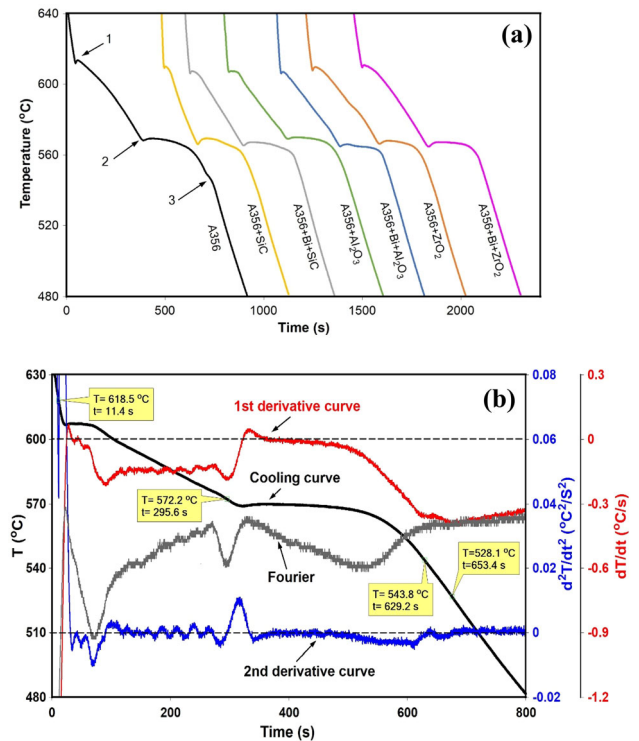 (a)
640
600
560
520
480
Temperature (°C)
1
2
3
A356
A356+SiC
A356+Bi+SiC
A356+Al2O3
A356+Bi+Al2O3
A356+ZrO2
A356+Bi+ZrO2
0 500 1000 1500 2000
Time (s)
(b)
630
600
570
540
510
480
T (°C)
T= 618.5 °C
t= 11.4 s
1st derivative curve
Cooling curve
T= 572.2 °C
t= 295.6 s
Fourier
T=528.1 °C
t=653.4 s
T= 543.8 °C
t= 629.2 s
2nd derivative curve
0 200 400 600 800
Time (s)
0.08
0.06
0.04
0.02
0
-0.02
d²T/dt² (°C²/S²)
0.3
0
-0.3
-0.6
-0.9
-1.2
dT/dt (°C/s)